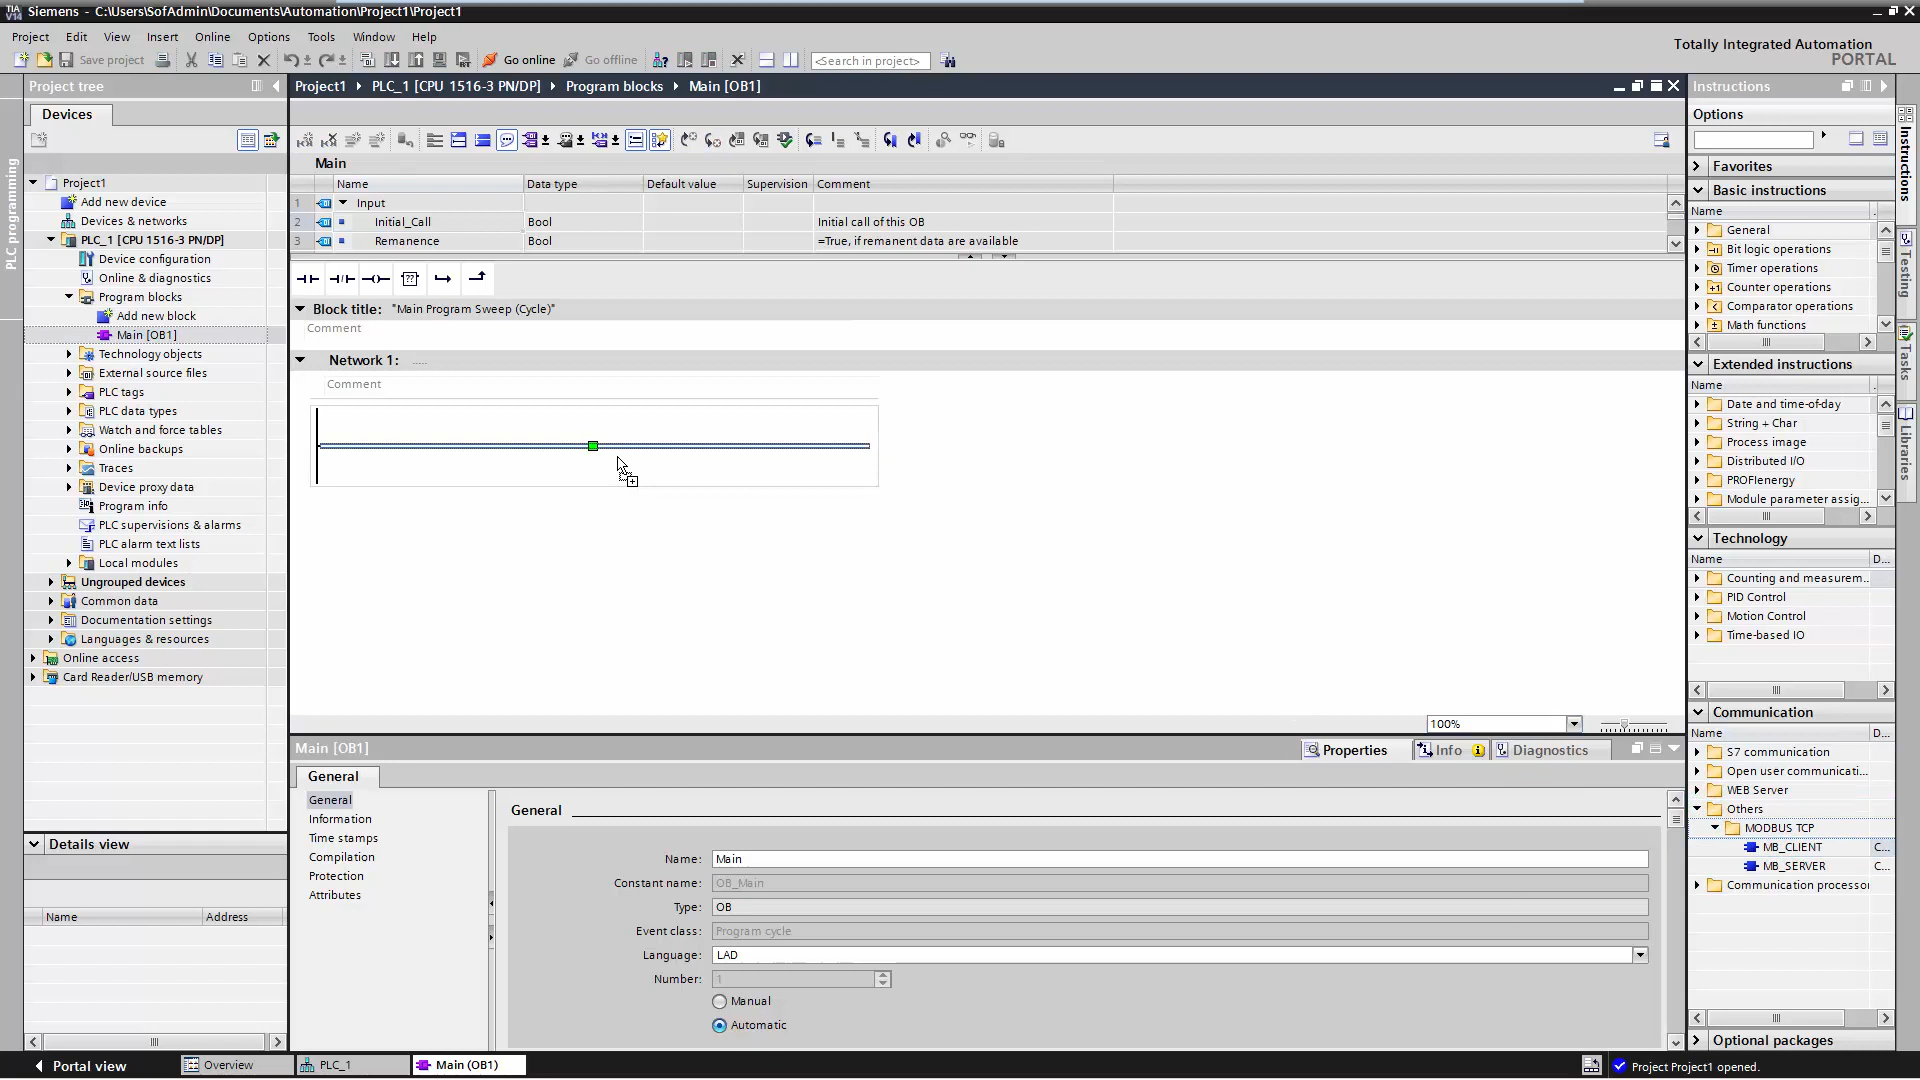 TIA V14 Siemens - C:\Users\SofAdmin\Documents\Automation\Project1\Project1
Project Edit View Insert Online Options Tools Window Help
Totally Integrated Automation
PORTAL
Save project Go online Go offline <Search in project>
Project tree
Devices
PLC programming
Project1
Add new device
Devices & networks
PLC_1 [CPU 1516-3 PN/DP]
Device configuration
Online & diagnostics
Program blocks
Add new block
Main [OB1]
Technology objects
External source files
PLC tags
PLC data types
Watch and force tables
Online backups
Traces
Device proxy data
Program info
PLC supervisions & alarms
PLC alarm text lists
Local modules
Ungrouped devices
Common data
Documentation settings
Languages & resources
Online access
Card Reader/USB memory
Details view
Name Address
Project1 PLC_1 [CPU 1516-3 PN/DP] Program blocks Main [OB1]
Main
Name Data type Default value Supervision Comment
1 Input
2 Initial_Call Bool Initial call of this OB
3 Remanence Bool =True, if remanent data are available
??
Block title: "Main Program Sweep (Cycle)"
Comment
Network 1: .....
Comment
100%
Main [OB1]
Properties Info Diagnostics
General
General
Information
Time stamps
Compilation
Protection
Attributes
General
Name: Main
Constant name: OB_Main
Type: OB
Event class: Program cycle
Language: LAD
Number: 1
Manual
Automatic
Instructions
Options
Favorites
Basic instructions
Name
General
Bit logic operations
Timer operations
Counter operations
Comparator operations
Math functions
Extended instructions
Name
Date and time-of-day
String + Char
Process image
Distributed I/O
PROFIenergy
Module parameter assig...
Technology
Name D...
Counting and measurem...
PID Control
Motion Control
Time-based IO
Communication
Name D...
S7 communication
Open user communicati...
WEB Server
Others
MODBUS TCP
MB_CLIENT C...
MB_SERVER C...
Communication processor
Optional packages
Instructions
Testing
Tasks
Libraries
Portal view Overview PLC_1 Main (OB1) Project Project1 opened.